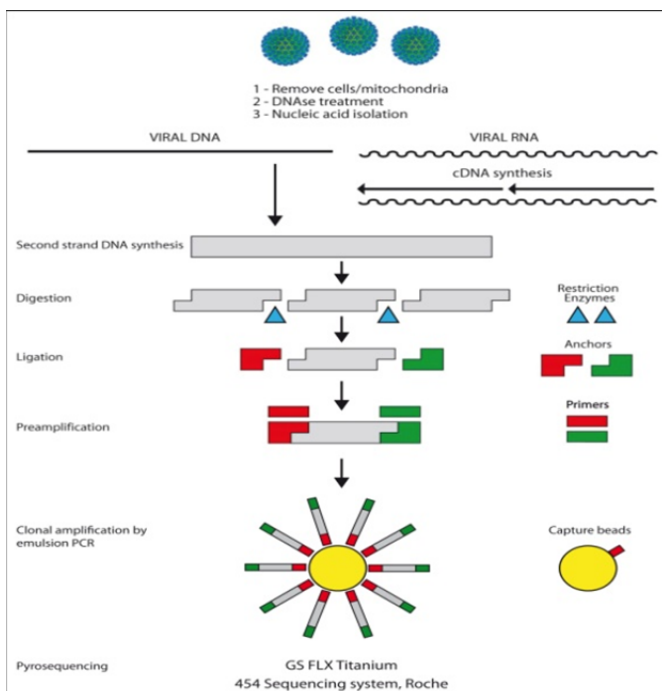 1 - Remove cells/mitochondria
2 - DNAse treatment
3 - Nucleic acid isolation
VIRAL DNA
VIRAL RNA
cDNA synthesis
Second strand DNA synthesis
Digestion
Restriction
Enzymes
Ligation
Anchors
Preamplification
Primers
Clonal amplification by
emulsion PCR
Capture beads
Pyrosequencing
GS FLX Titanium
454 Sequencing system, Roche